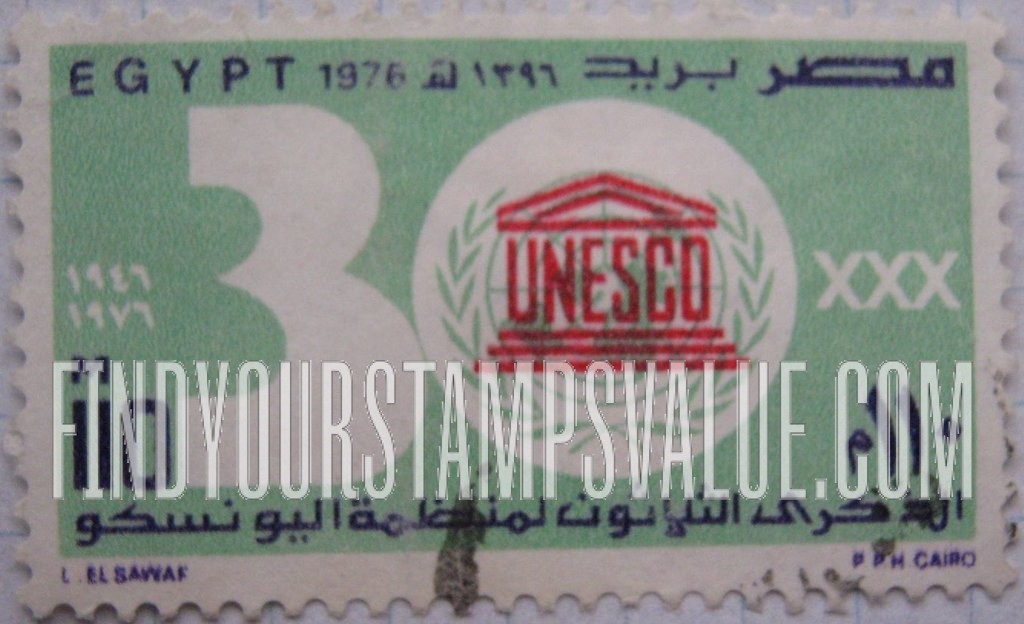 EGYPT 1976 ١٣٩٦ هـ بريد مصر
30
UNESCO
XXX
١٩٤٦
١٩٧٦
FINDYOURSTAMPSVALUE.COM
الذكرى الثلاثون لمنظمة اليونسكو
L. EL SAWAF
P.P.H. CAIRO